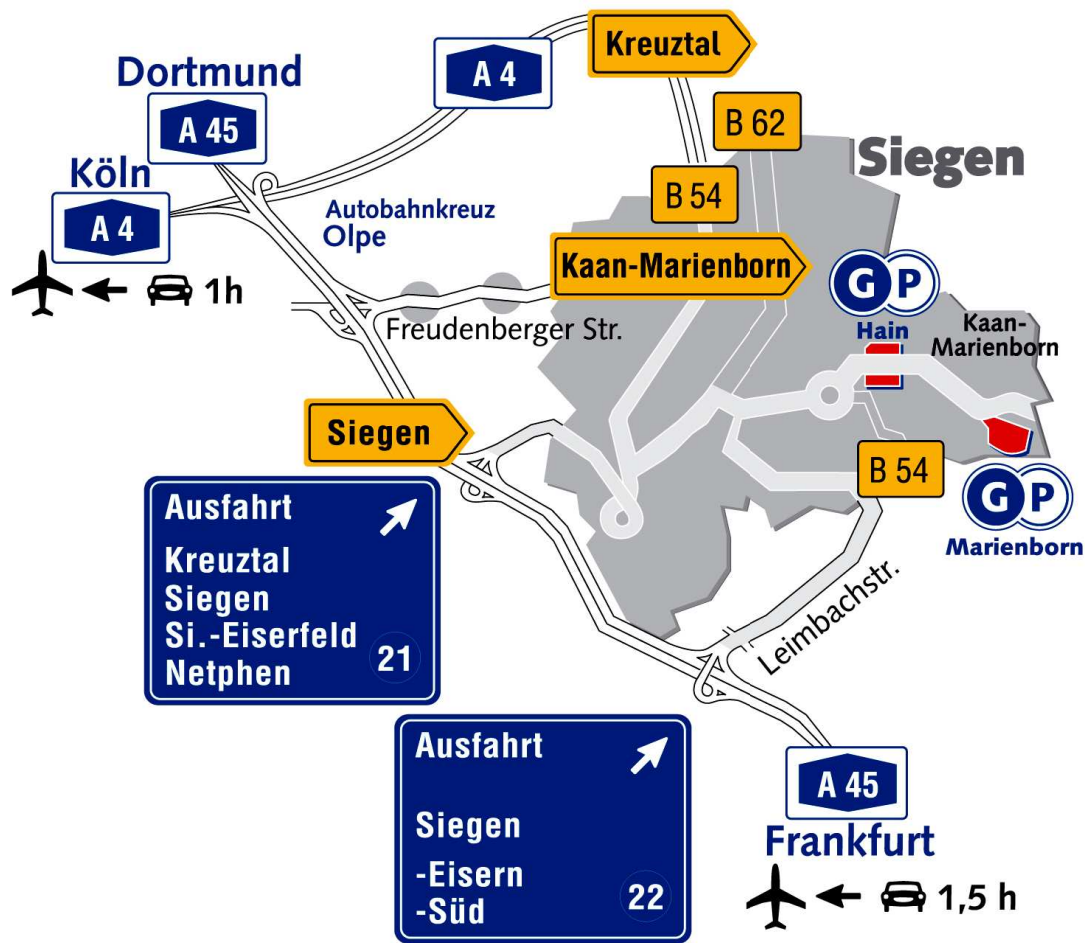 Kreuztal
Dortmund
A 4
A 45
B 62
Siegen
Köln
B 54
A 4
Autobahnkreuz
Olpe
Kaan-Marienborn
1h
GP
Hain
Kaan-
Marienborn
Freudenberger Str.
Siegen
B 54
GP
Marienborn
Ausfahrt
Kreuztal
Siegen
Si.-Eiserfeld
Netphen
21
Leimbachstr.
Ausfahrt
Siegen
-Eisern
-Süd
22
A 45
Frankfurt
1,5 h